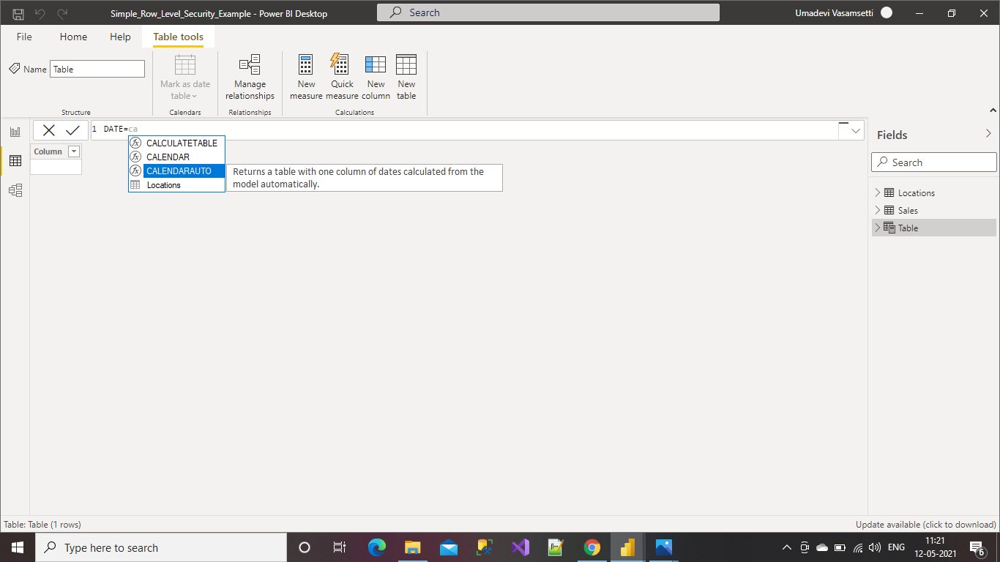 Simple_Row_Level_Security_Example - Power BI Desktop
Search
Umadevi Vasamsetti
File
Home
Help
Table tools
Name
Table
Mark as date
table
Manage
relationships
New
measure
Quick
measure
New
column
New
table
Structure
Calendars
Relationships
Calculations
1 DATE=ca
Column
CALCULATETABLE
CALENDAR
CALENDARAUTO
Locations
Returns a table with one column of dates calculated from the
model automatically.
Fields
Search
Locations
Sales
Table
Table: Table (1 rows)
Update available (click to download)
Type here to search
ENG
11:21
12-05-2021
6